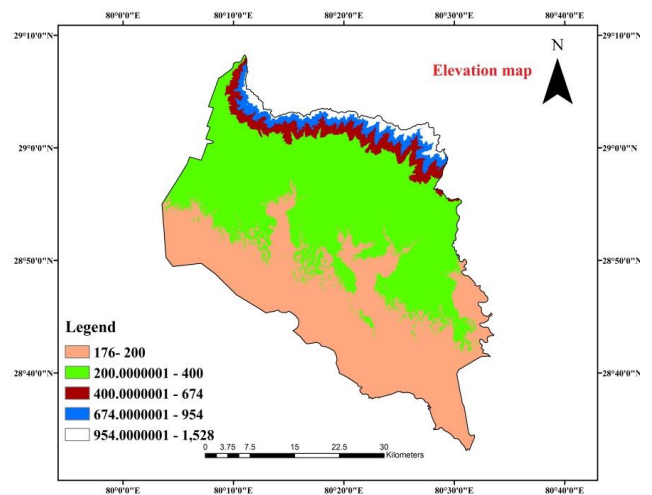 80°0'0"N 80°10'0"N 80°20'0"N 80°30'0"N 80°40'0"N
29°10'0"N 29°10'0"N
N
Elevation map
29°0'0"N 29°0'0"N
28°50'0"N 28°50'0"N
Legend
176- 200
200.0000001 - 400
28°40'0"N 28°40'0"N
400.0000001 - 674
674.0000001 - 954
954.0000001 - 1,528
0 3.75 7.5 15 22.5 30
Kilometers
80°0'0"N 80°10'0"N 80°20'0"N 80°30'0"N 80°40'0"N